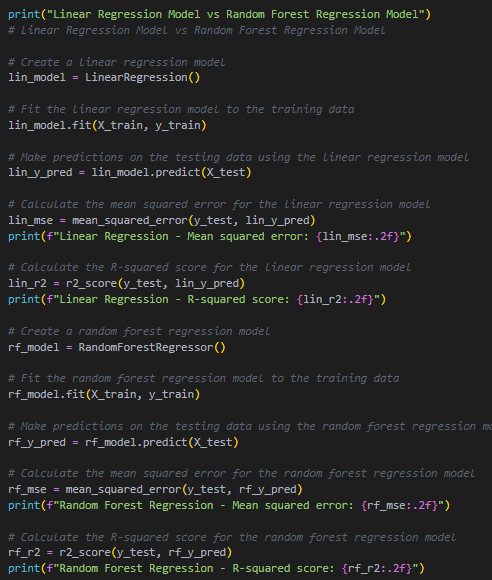 print("Linear Regression Model vs Random Forest Regression Model")
# Linear Regression Model vs Random Forest Regression Model
# Create a linear regression model
lin_model = LinearRegression()
# Fit the linear regression model to the training data
lin_model.fit(X_train, y_train)
# Make predictions on the testing data using the linear regression model
lin_y_pred = lin_model.predict(X_test)
# Calculate the mean squared error for the linear regression model
lin_mse = mean_squared_error(y_test, lin_y_pred)
print(f"Linear Regression - Mean squared error: {lin_mse:.2f}")
# Calculate the R-squared score for the linear regression model
lin_r2 = r2_score(y_test, lin_y_pred)
print(f"Linear Regression - R-squared score: {lin_r2:.2f}")
# Create a random forest regression model
rf_model = RandomForestRegressor()
# Fit the random forest regression model to the training data
rf_model.fit(X_train, y_train)
# Make predictions on the testing data using the random forest regression
rf_y_pred = rf_model.predict(X_test)
# Calculate the mean squared error for the random forest regression model
rf_mse = mean_squared_error(y_test, rf_y_pred)
print(f"Random Forest Regression - Mean squared error: {rf_mse:.2f}")
# Calculate the R-squared score for the random forest regression model
rf_r2 = r2_score(y_test, rf_y_pred)
print(f"Random Forest Regression - R-squared score: {rf_r2:.2f}")